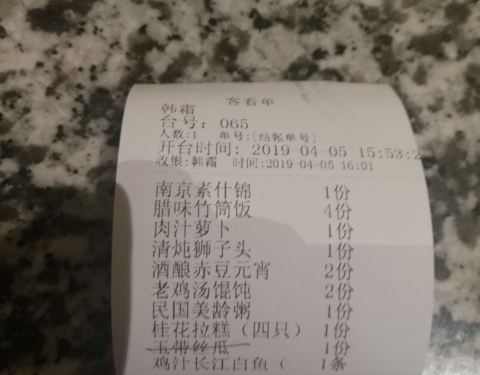 客看单
韩霜
台号: 065
人数:1 单号:[结帐单号]
开台时间: 2019-04-05 15:53:2
收银:韩霜 时间:2019-04-05 16:01
南京素什锦 1份
腊味竹筒饭 4份
肉汁萝卜 1份
清炖狮子头 1份
酒酿赤豆元宵 2份
老鸡汤馄饨 2份
民国美龄粥 1份
桂花拉糕（四只） 1份
玉带丝瓜 1份
鸡汁长江白鱼（ 1条